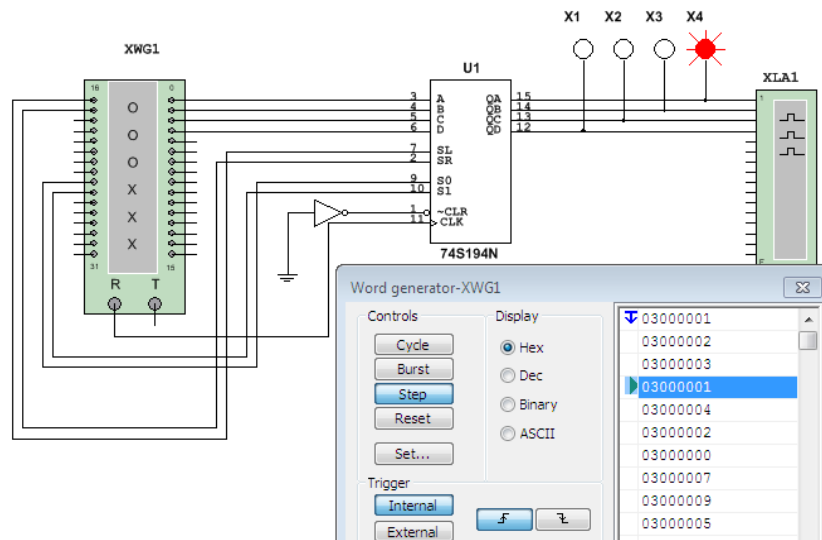 X1 X2 X3 X4
XWG1
U1
XLA1
16 0
O
O
O
X
X
X
31 15
R T
3 A QA 15
4 B QB 14
5 C QC 13
6 D QD 12
7 SL
2 SR
9 S0
10 S1
1 ~CLR
11 CLK
74S194N
1
F
Word generator-XWG1
Controls
Cycle
Burst
Step
Reset
Set...
Trigger
Internal
External
Display
Hex
Dec
Binary
ASCII
03000001
03000002
03000003
03000001
03000004
03000002
03000000
03000007
03000009
03000005